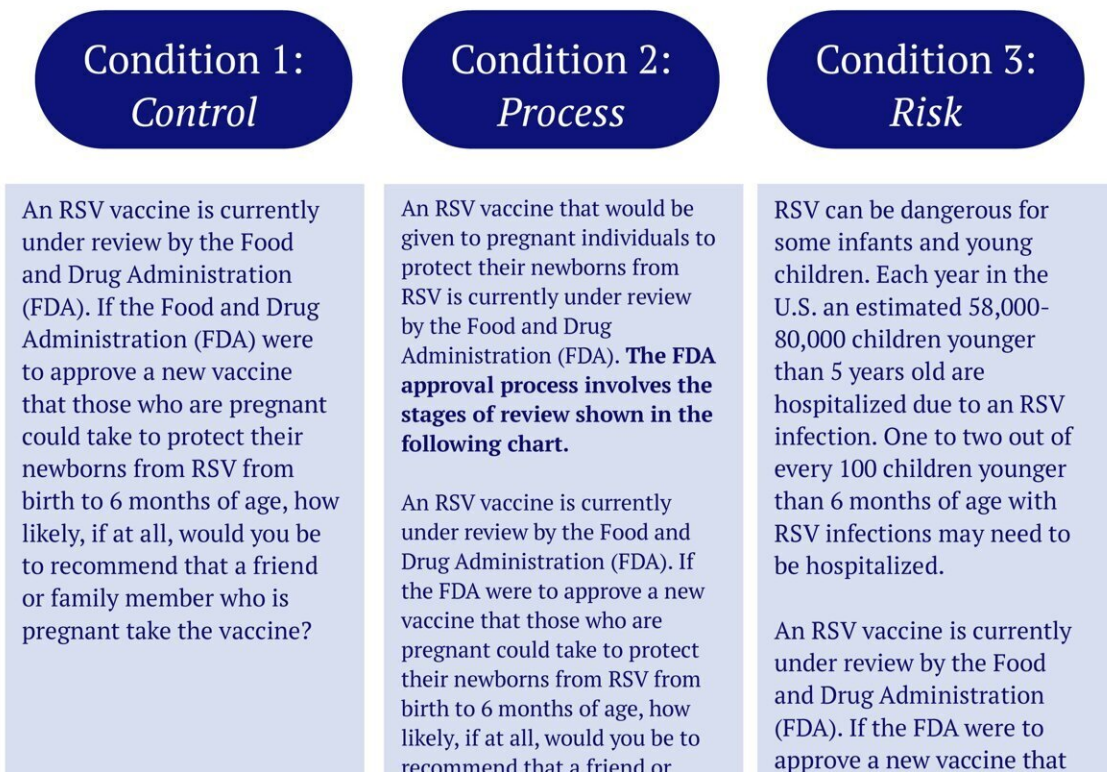 Condition 1:
Control
An RSV vaccine is currently
under review by the Food
and Drug Administration
(FDA). If the Food and Drug
Administration (FDA) were
to approve a new vaccine
that those who are pregnant
could take to protect their
newborns from RSV from
birth to 6 months of age, how
likely, if at all, would you be
to recommend that a friend
or family member who is
pregnant take the vaccine?
Condition 2:
Process
An RSV vaccine that would be
given to pregnant individuals to
protect their newborns from
RSV is currently under review
by the Food and Drug
Administration (FDA). The FDA
approval process involves the
stages of review shown in the
following chart.
An RSV vaccine is currently
under review by the Food and
Drug Administration (FDA). If
the FDA were to approve a new
vaccine that those who are
pregnant could take to protect
their newborns from RSV from
birth to 6 months of age, how
likely, if at all, would you be to
recommend that a friend or
Condition 3:
Risk
RSV can be dangerous for
some infants and young
children. Each year in the
U.S. an estimated 58,000-
80,000 children younger
than 5 years old are
hospitalized due to an RSV
infection. One to two out of
every 100 children younger
than 6 months of age with
RSV infections may need to
be hospitalized.
An RSV vaccine is currently
under review by the Food
and Drug Administration
(FDA). If the FDA were to
approve a new vaccine that